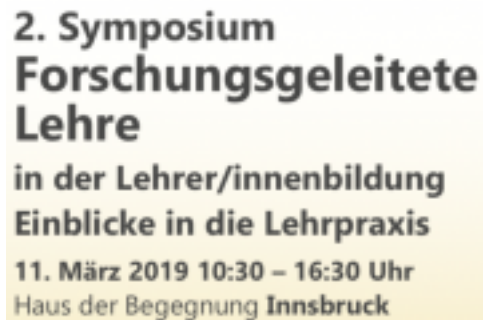 2. Symposium
Forschungsgeleitete
Lehre
in der Lehrer/innenbildung
Einblicke in die Lehrpraxis
11. März 2019 10:30 – 16:30 Uhr
Haus der Begegnung Innsbruck